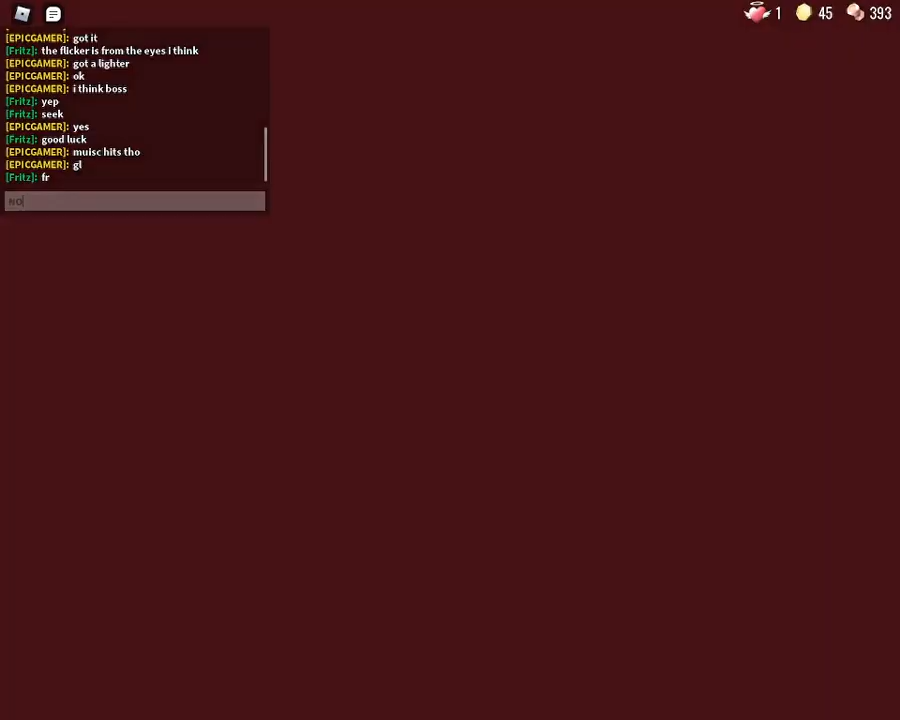 1 45 393
[EPICGAMER]: got it
[Fritz]: the flicker is from the eyes i think
[EPICGAMER]: got a lighter
[EPICGAMER]: ok
[EPICGAMER]: i think boss
[Fritz]: yep
[Fritz]: seek
[EPICGAMER]: yes
[Fritz]: good luck
[EPICGAMER]: muisc hits tho
[EPICGAMER]: gl
[Fritz]: fr
NO